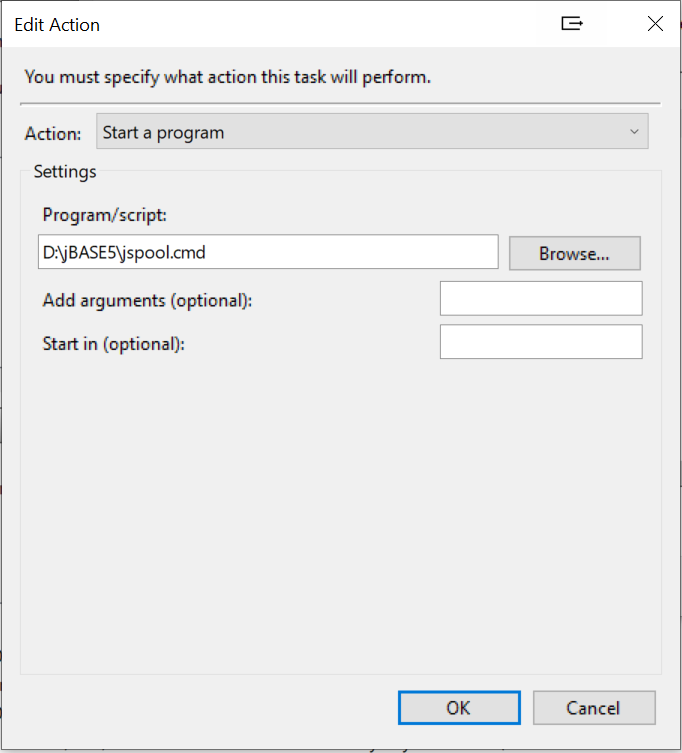 Edit Action
You must specify what action this task will perform.
Action: Start a program
Settings
Program/script:
D:\jBASE5\jspool.cmd Browse...
Add arguments (optional):
Start in (optional):
OK Cancel